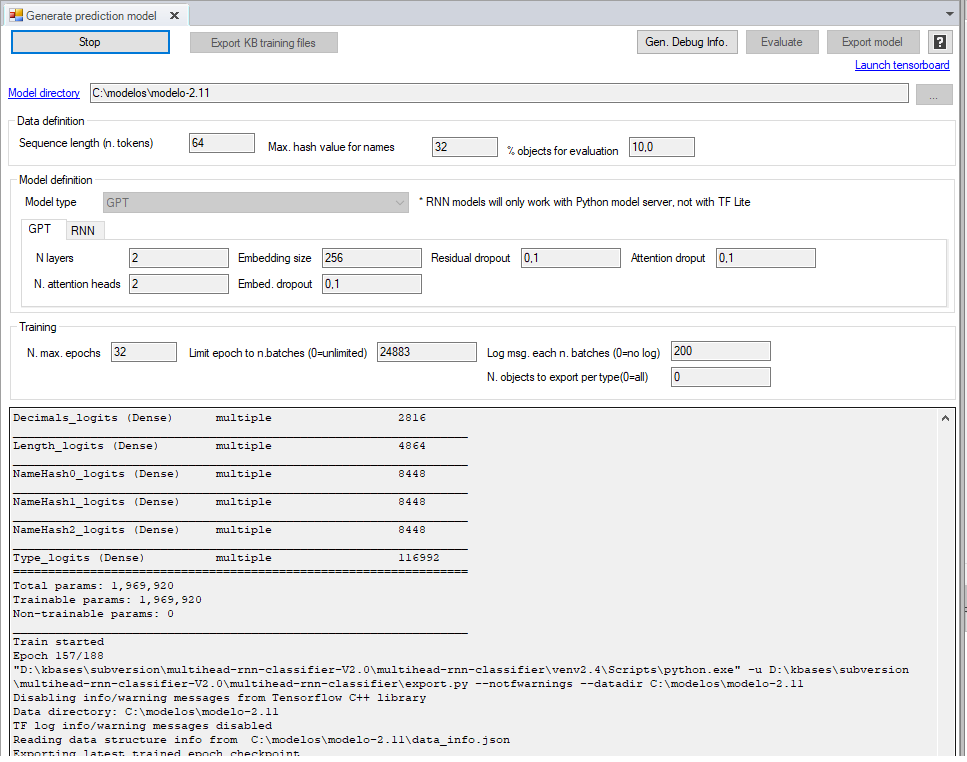 Generate prediction model
Stop
Export KB training files
Gen. Debug Info.
Evaluate
Export model
?
Launch tensorboard
Model directory
C:\modelos\modelo-2.11
...
Data definition
Sequence length (n. tokens)
64
Max. hash value for names
32
% objects for evaluation
10,0
Model definition
Model type
GPT
* RNN models will only work with Python model server, not with TF Lite
GPT
RNN
N layers
2
Embedding size
256
Residual dropout
0,1
Attention droput
0,1
N. attention heads
2
Embed. dropout
0,1
Training
N. max. epochs
32
Limit epoch to n.batches (0=unlimited)
24883
Log msg. each n. batches (0=no log)
200
N. objects to export per type(0=all)
0
Decimals_logits (Dense) multiple 2816
Length_logits (Dense) multiple 4864
NameHash0_logits (Dense) multiple 8448
NameHash1_logits (Dense) multiple 8448
NameHash2_logits (Dense) multiple 8448
Type_logits (Dense) multiple 116992
Total params: 1,969,920
Trainable params: 1,969,920
Non-trainable params: 0
Train started
Epoch 157/188
"D:\kbases\subversion\multihead-rnn-classifier-V2.0\multihead-rnn-classifier\venv2.4\Scripts\python.exe" -u D:\kbases\subversion
\multihead-rnn-classifier-V2.0\multihead-rnn-classifier\export.py --notfwarnings --datadir C:\modelos\modelo-2.11
Disabling info/warning messages from Tensorflow C++ library
Data directory: C:\modelos\modelo-2.11
TF log info/warning messages disabled
Reading data structure info from  C:\modelos\modelo-2.11\data_info.json
Exporting latest trained epoch checkpoint